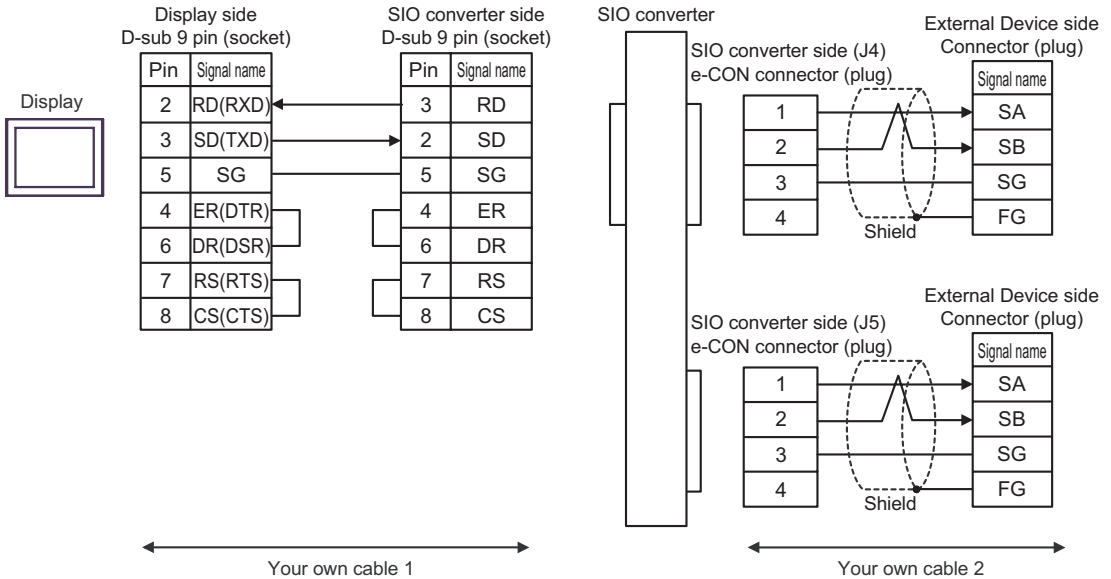 Display
Display side
D-sub 9 pin (socket)
Pin Signal name
2 RD(RXD)
3 SD(TXD)
5 SG
4 ER(DTR)
6 DR(DSR)
7 RS(RTS)
8 CS(CTS)
SIO converter side
D-sub 9 pin (socket)
Pin Signal name
3 RD
2 SD
5 SG
4 ER
6 DR
7 RS
8 CS
Your own cable 1
SIO converter
SIO converter side (J4)
e-CON connector (plug)
1
2
3
4
Shield
External Device side
Connector (plug)
Signal name
SA
SB
SG
FG
SIO converter side (J5)
e-CON connector (plug)
1
2
3
4
Shield
External Device side
Connector (plug)
Signal name
SA
SB
SG
FG
Your own cable 2